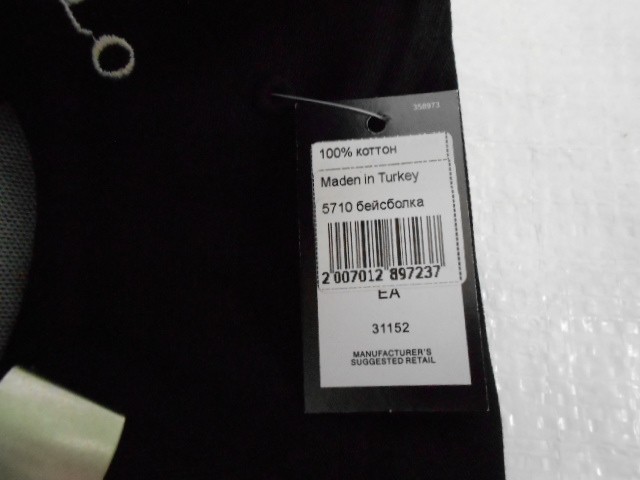 358973
100% КОТТОН
Maden in Turkey
5710 бейсболка
2 007012 897237
EA
31152
MANUFACTURER'S
SUGGESTED RETAIL